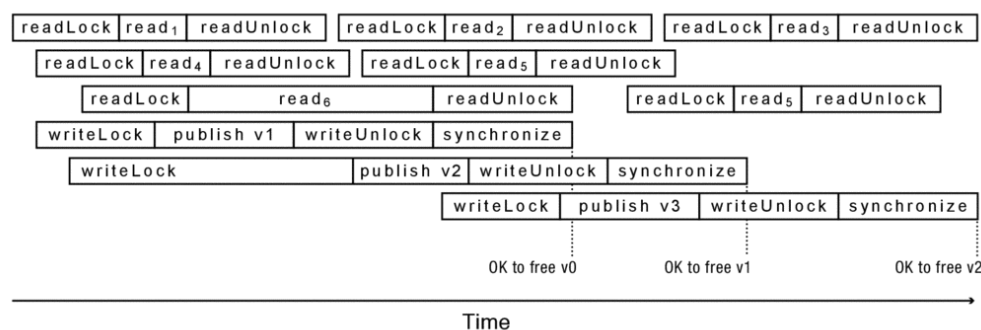 readLock read₁ readUnlock readLock read₂ readUnlock readLock read₃ readUnlock
readLock read₄ readUnlock readLock read₅ readUnlock
readLock read₆ readUnlock readLock read₅ readUnlock
writeLock publish v1 writeUnlock synchronize
writeLock publish v2 writeUnlock synchronize
writeLock publish v3 writeUnlock synchronize
OK to free v0 OK to free v1 OK to free v2
Time